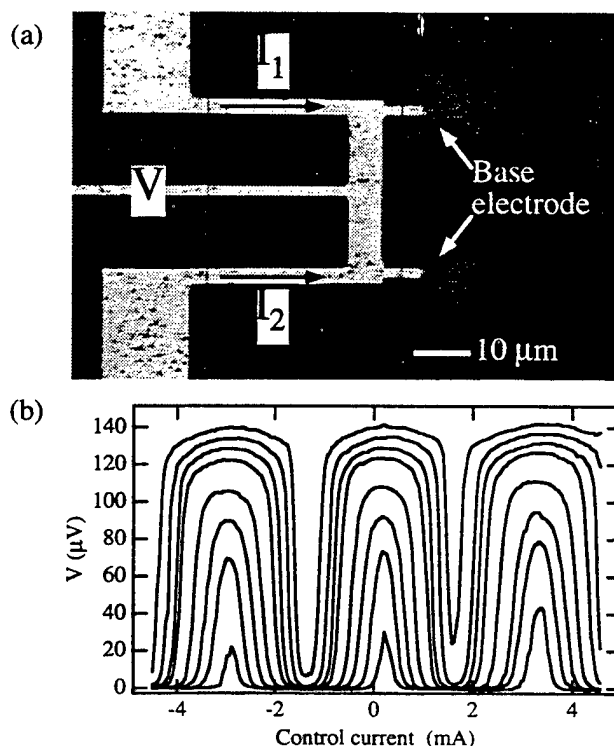 (a)
I1
V
Base
electrode
I2
10 μm
(b)
140
120
100
80
60
40
20
0
V (μV)
-4
-2
0
2
4
Control current (mA)